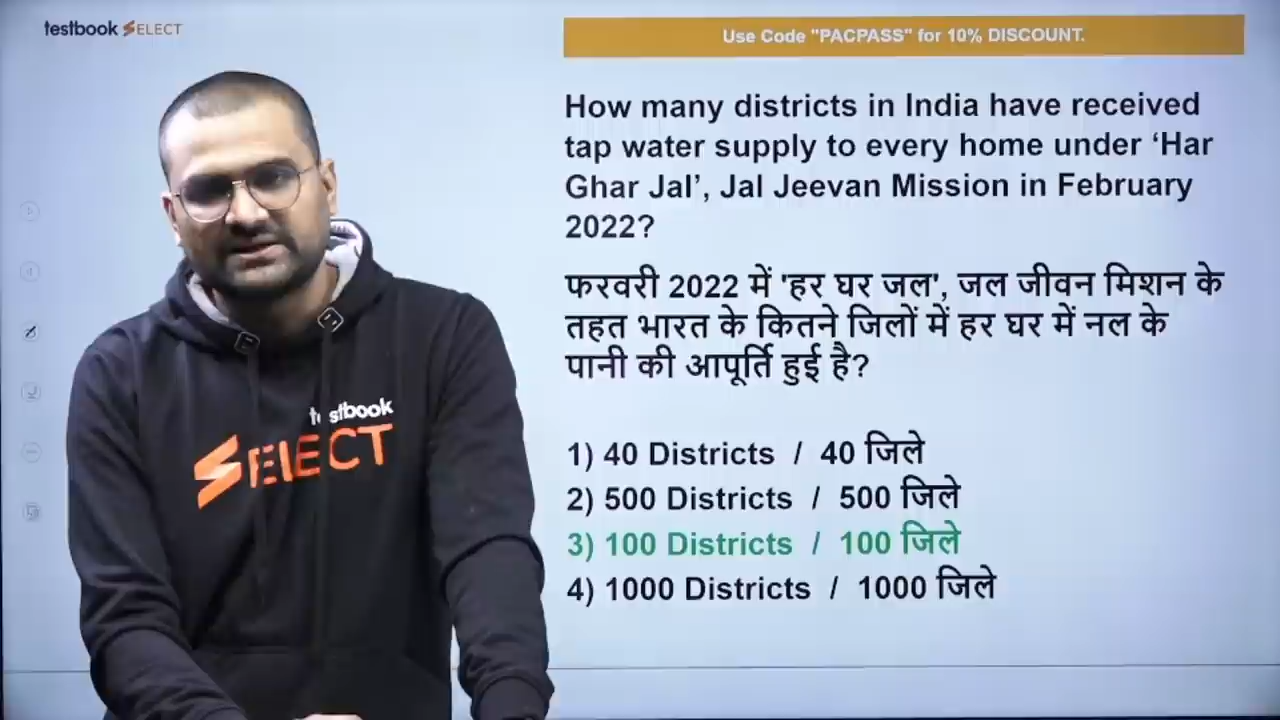 testbook SELECT
Use Code "PACPASS" for 10% DISCOUNT.
How many districts in India have received
tap water supply to every home under ‘Har
Ghar Jal’, Jal Jeevan Mission in February
2022?
फरवरी 2022 में 'हर घर जल', जल जीवन मिशन के
तहत भारत के कितने जिलों में हर घर में नल के
पानी की आपूर्ति हुई है?
1) 40 Districts / 40 जिले
2) 500 Districts / 500 जिले
3) 100 Districts / 100 जिले
4) 1000 Districts / 1000 जिले
testbook
SELECT